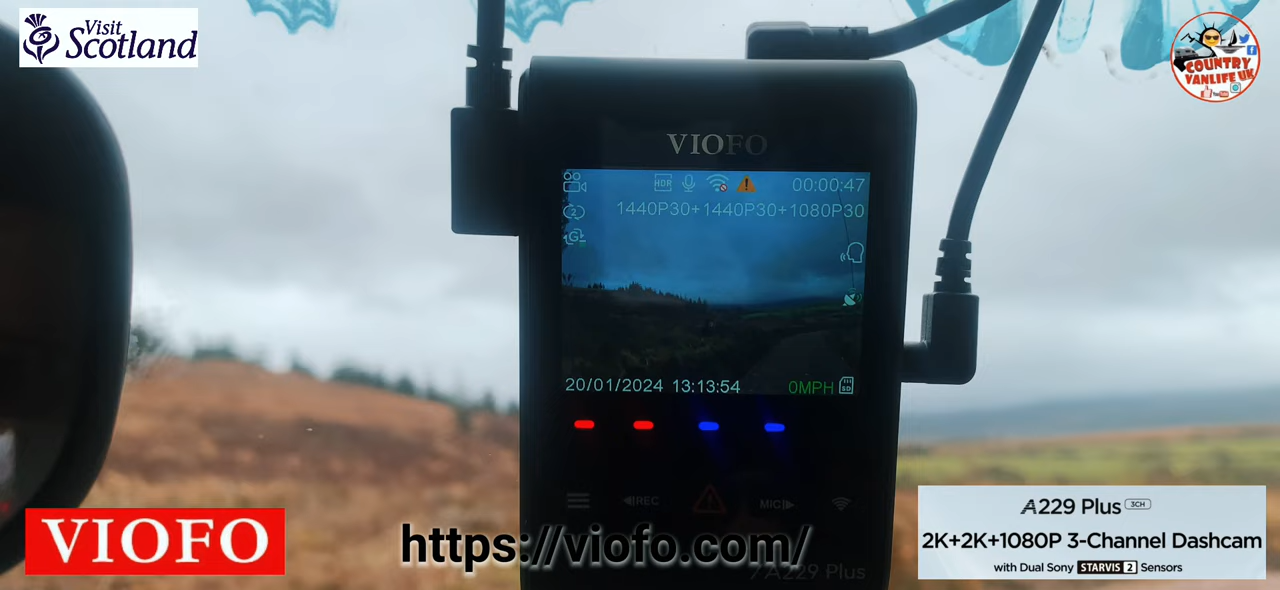 Visit
Scotland
COUNTRY
VANLIFE UK
VIOFO
HDR
00:00:47
1440P30+1440P30+1080P30
2
G
20/01/2024 13:13:54
0MPH
SD
REC
MIC
A229 Plus
VIOFO
https://viofo.com/
A229 Plus 3CH
2K+2K+1080P 3-Channel Dashcam
with Dual Sony STARVIS 2 Sensors